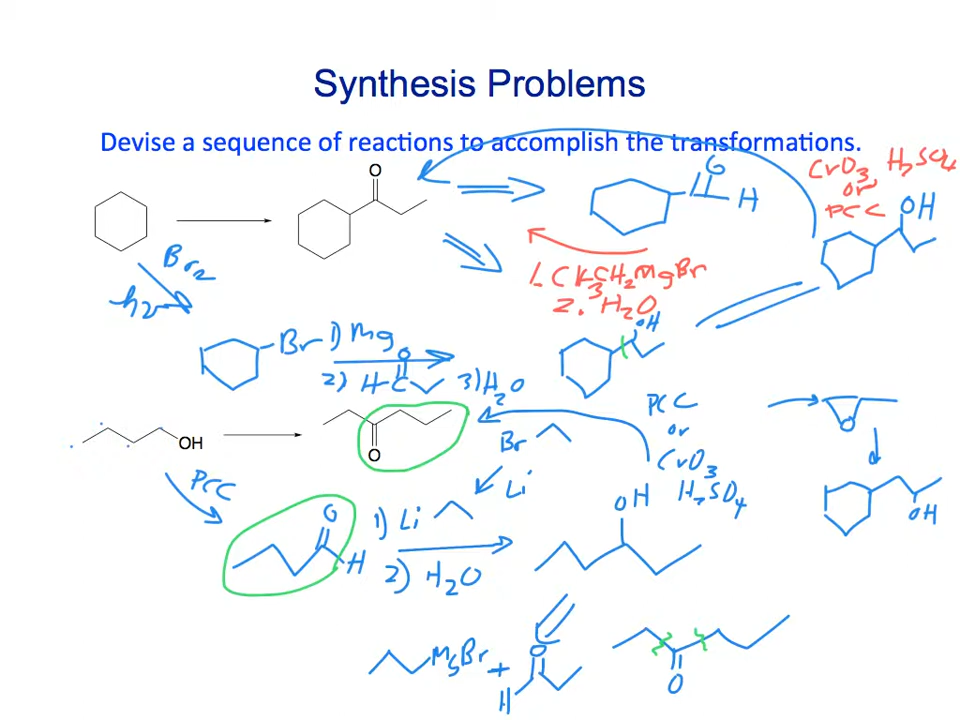 Synthesis Problems
Devise a sequence of reactions to accomplish the transformations.
CrO3, H2SO4
or
PCC
O
O
H
OH
Br2
hν
1. CH3CH2MgBr
2. H2O
OH
Br 1) Mg
O
2) H C 3) H2O
PCC
or
CrO3
H2SO4
O
OH
Br
Li
O
OH
PCC
O
H
1) Li
2) H2O
OH
MgBr + H
O
O